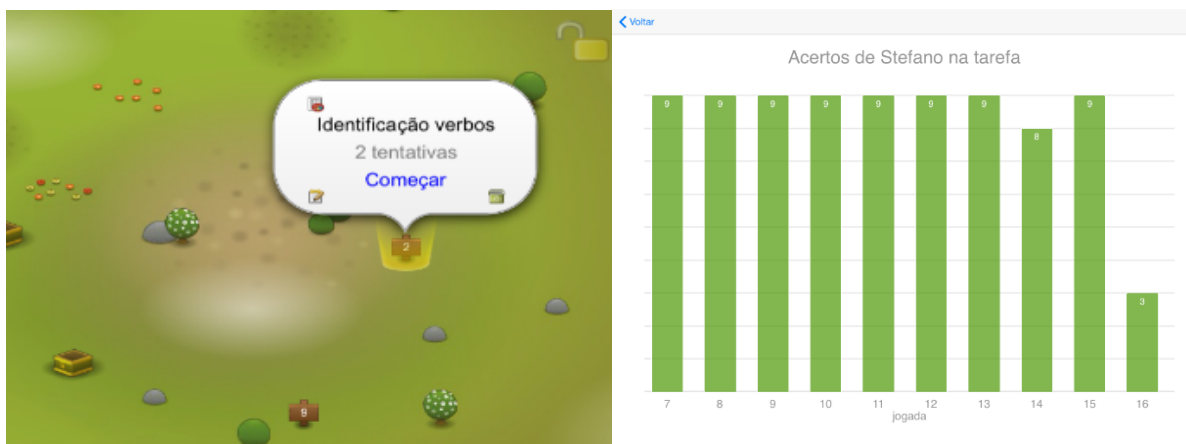 Identificação verbos
2 tentativas
Começar
2
9
Voltar
Acertos de Stefano na tarefa
9 9 9 9 9 9 9 8 9 3
7 8 9 10 11 12 13 14 15 16
jogada